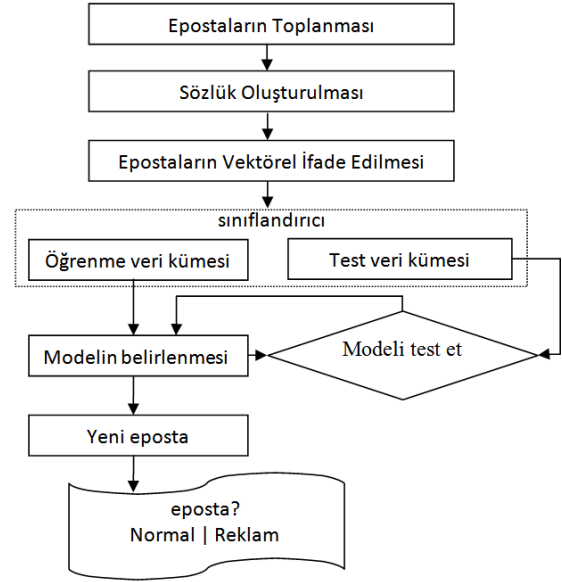 Epostaların Toplanması
Sözlük Oluşturulması
Epostaların Vektörel İfade Edilmesi
sınıflandırıcı
Öğrenme veri kümesi
Test veri kümesi
Modelin belirlenmesi
Modeli test et
Yeni eposta
eposta?
Normal | Reklam